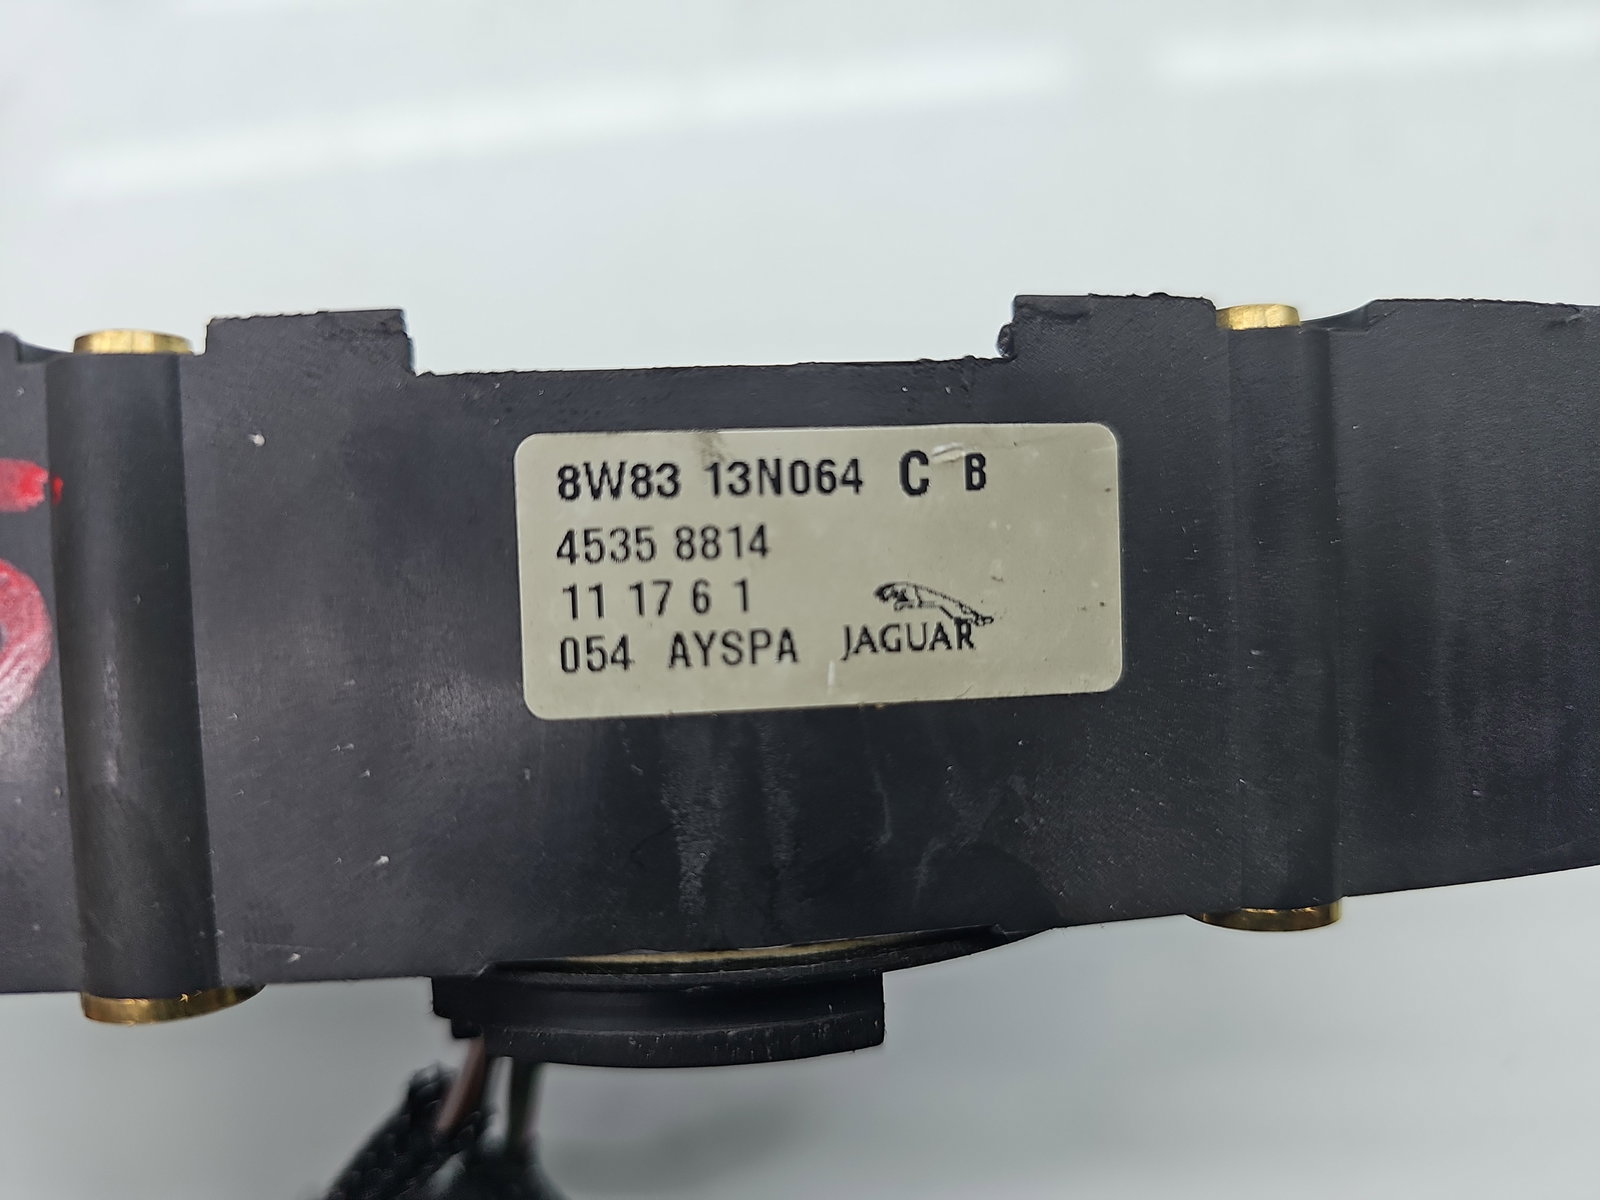 8W83 13N064 C B
4535 8814
11 17 6 1
054 AYSPA JAGUAR